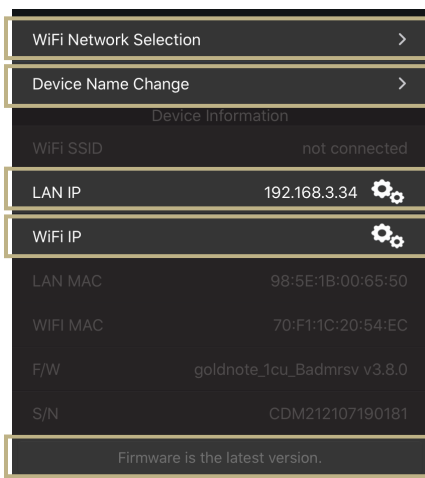 WiFi Network Selection
Device Name Change
Device Information
WiFi SSID not connected
LAN IP 192.168.3.34
WiFi IP
LAN MAC 98:5E:1B:00:65:50
WIFI MAC 70:F1:1C:20:54:EC
F/W goldnote_1cu_Badmrsv v3.8.0
S/N CDM212107190181
Firmware is the latest version.